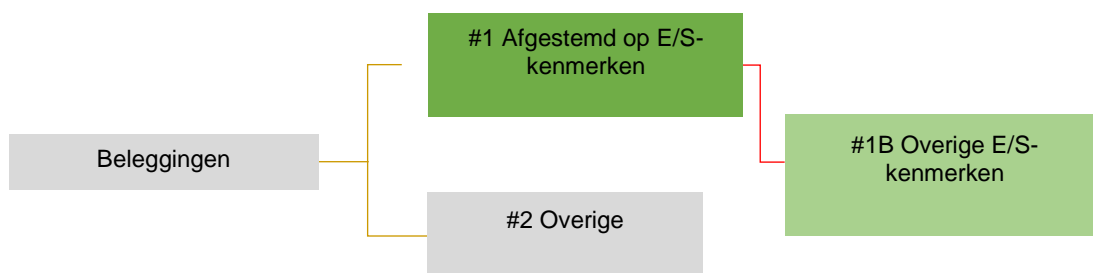 #1 Afgestemd op E/S-
kenmerken
Beleggingen
#1B Overige E/S-
kenmerken
#2 Overige